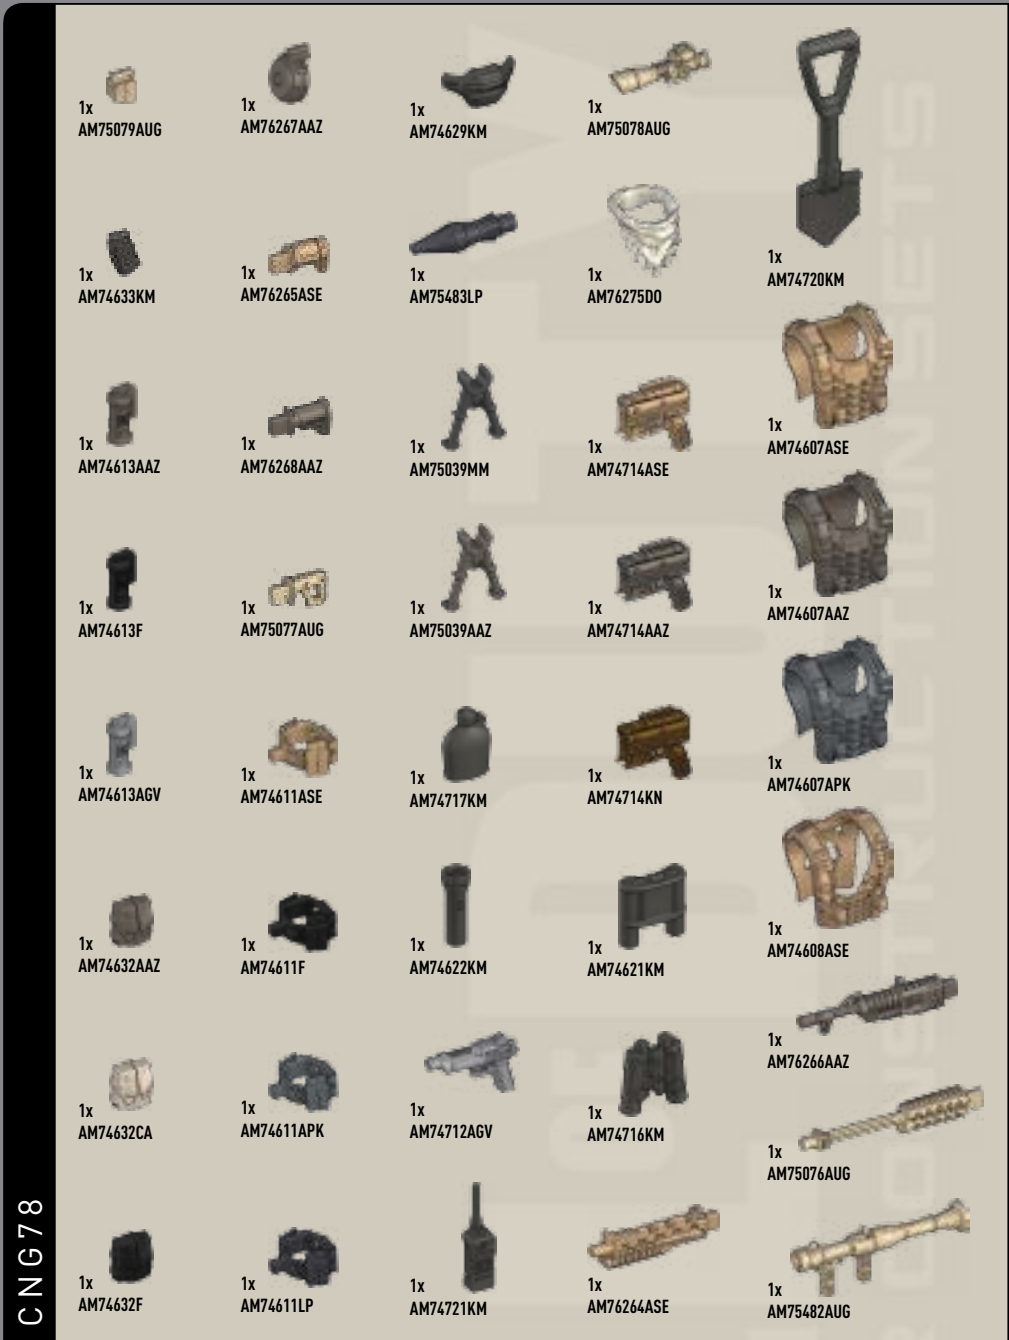 1x
AM75079AUG
1x
AM76267AAZ
1x
AM74629KM
1x
AM75078AUG
1x
AM74720KM
1x
AM74633KM
1x
AM76265ASE
1x
AM75483LP
1x
AM76275DO
1x
AM74607ASE
1x
AM74613AAZ
1x
AM76268AAZ
1x
AM75039MM
1x
AM74714ASE
1x
AM74607AAZ
1x
AM74613F
1x
AM75077AUG
1x
AM75039AAZ
1x
AM74714AAZ
1x
AM74607APK
1x
AM74613AGV
1x
AM74611ASE
1x
AM74717KM
1x
AM74714KN
1x
AM74608ASE
1x
AM74632AAZ
1x
AM74611F
1x
AM74622KM
1x
AM74621KM
1x
AM76266AAZ
1x
AM74632CA
1x
AM74611APK
1x
AM74712AGV
1x
AM74716KM
1x
AM75076AUG
1x
AM74632F
1x
AM74611LP
1x
AM74721KM
1x
AM76264ASE
1x
AM75482AUG
CNG78
CONSTRUCTION SETS